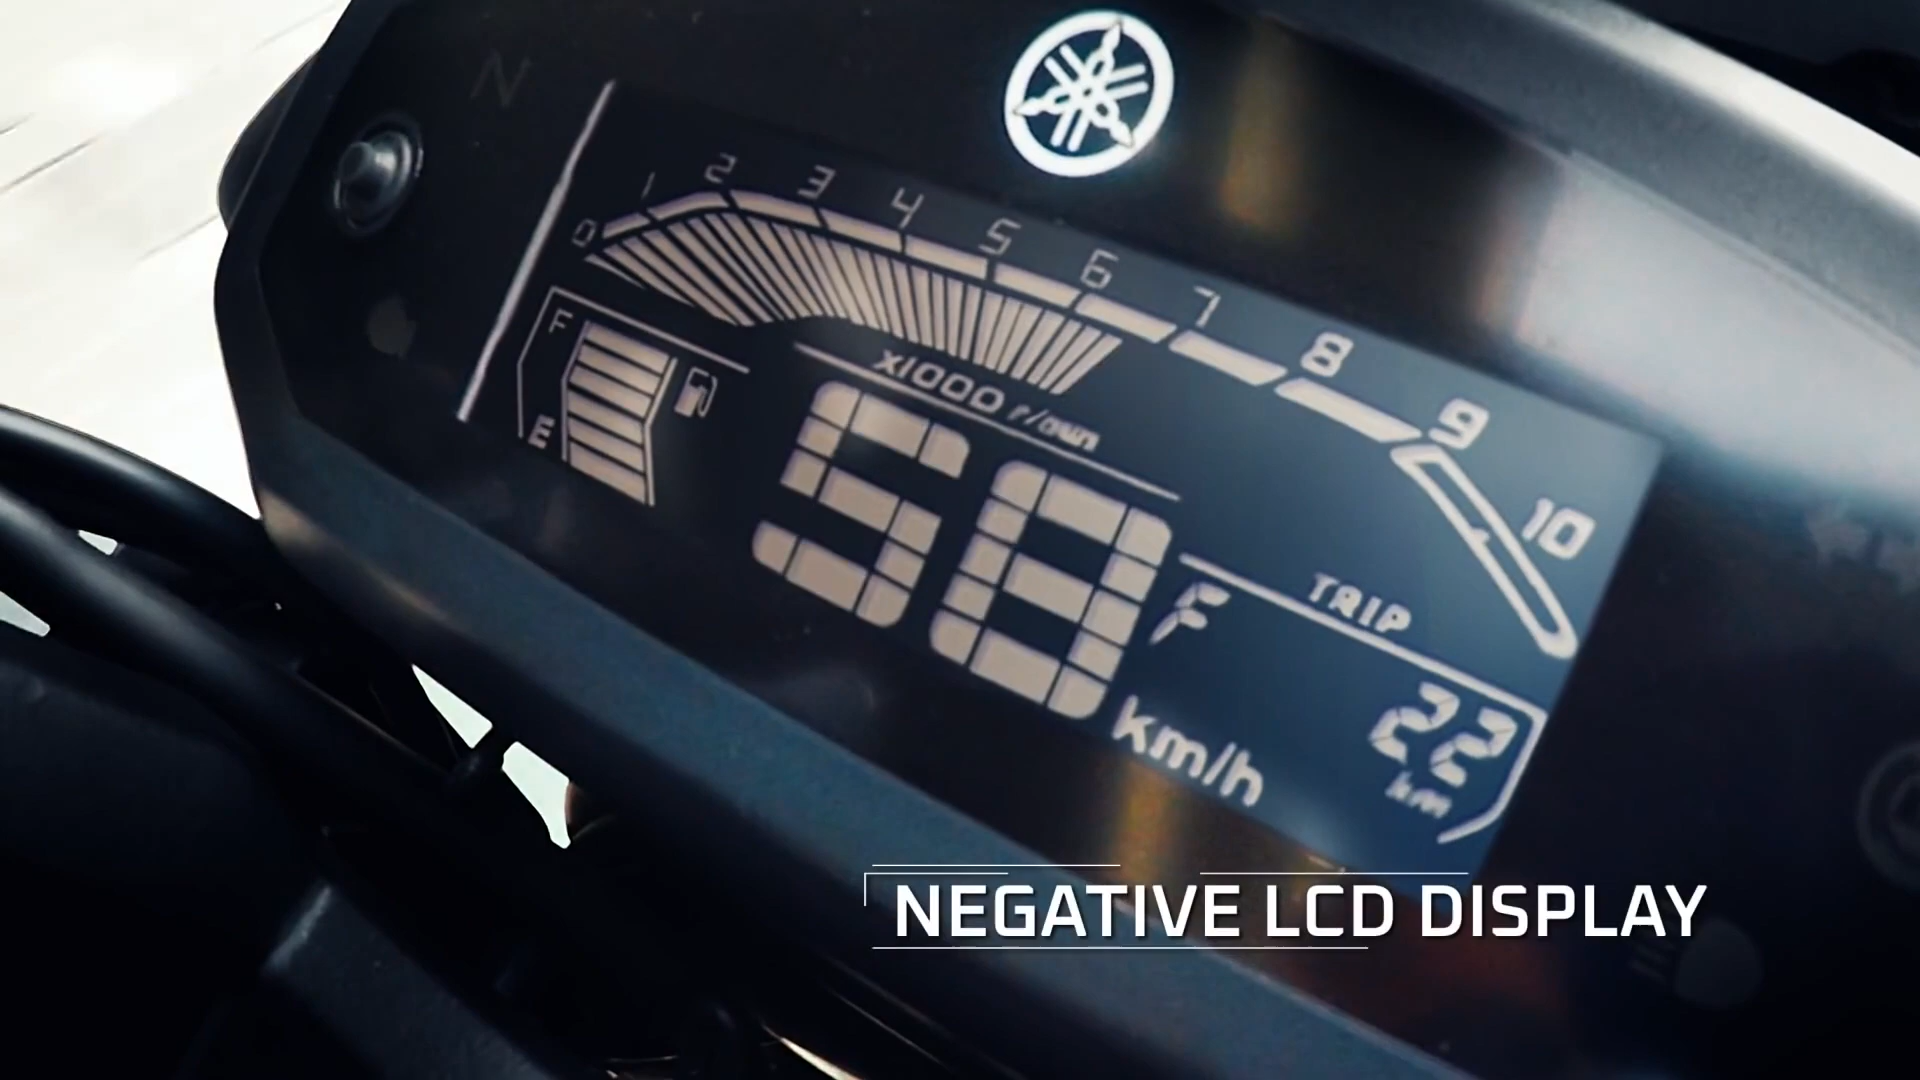 N
0 1 2 3 4 5 6 7 8 9 10
x1000 r/min
F
E
58
km/h
F
TRIP
22
km
NEGATIVE LCD DISPLAY